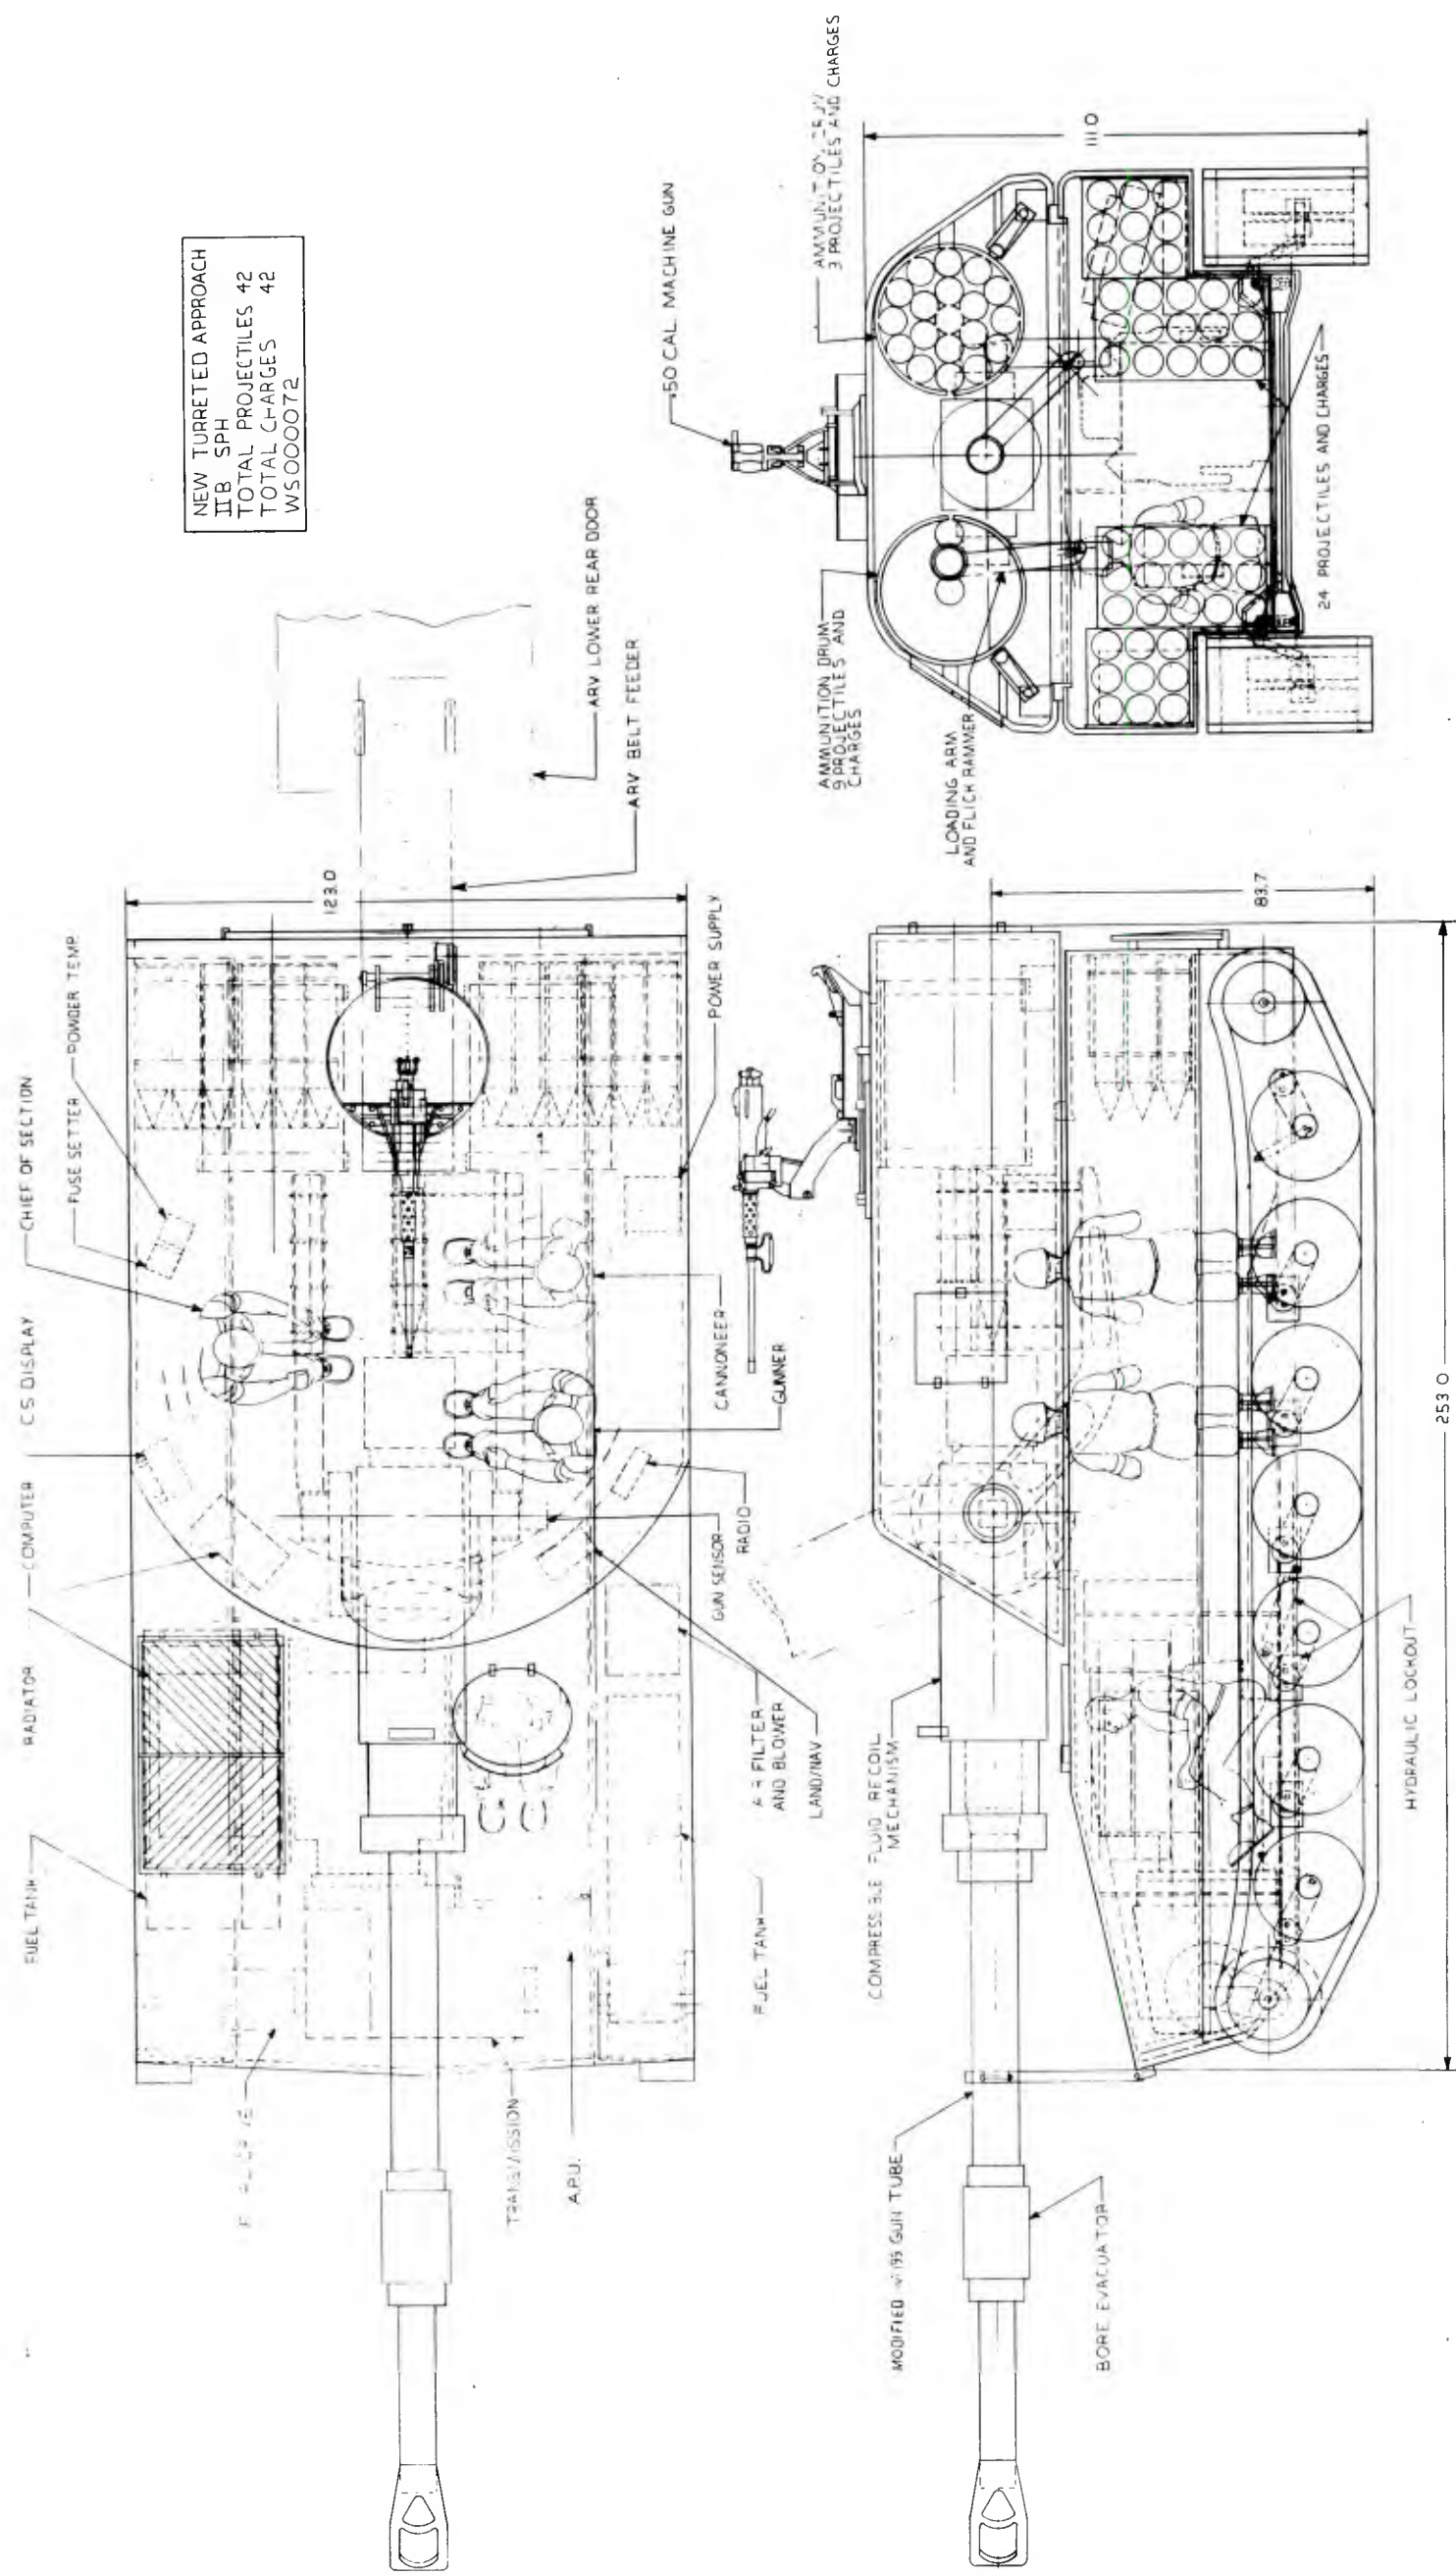 NEW TURRETED APPROACH
IIB SPH
TOTAL PROJECTILES 42
TOTAL CHARGES 42
WS000072
FUEL TANK
RADIATOR
COMPUTER
CS DISPLAY
CHIEF OF SECTION
FUSE SETTER
POWDER TEMP.
123.0
ARV LOWER REAR DOOR
ARV BELT FEEDER
TRANSMISSION
A.P.U.
FUEL TANK
FILTER
AND BLOWER
LAND/NAV
GUN SENSOR
RADIO
GUNNER
CANNONEER
POWER SUPPLY
.50 CAL. MACHINE GUN
AMMUNITION
3 PROJECTILES AND CHARGES
111.0
AMMUNITION DRUM
9 PROJECTILES AND
CHARGES
LOADING ARM
AND FLICK RAMMER
24 PROJECTILES AND CHARGES
MODIFIED GUN TUBE
BORE EVACUATOR
COMPRESSIBLE FLUID RECOIL
MECHANISM
HYDRAULIC LOCKOUT
83.7
253.0